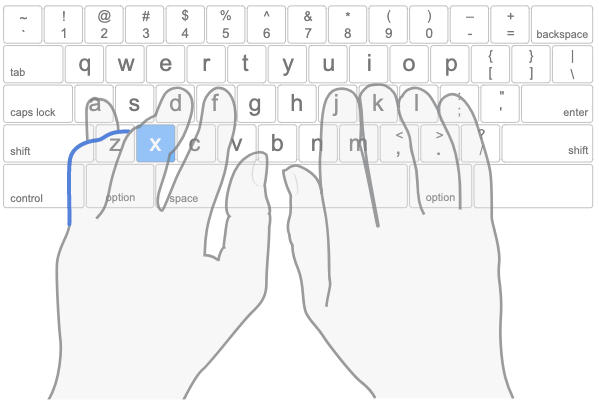 ~ ! @ # $ % ^ & * ( ) – +
` 1 2 3 4 5 6 7 8 9 0 - = backspace
tab q w e r t y u i o p { [ } ] | \
caps lock a s d f g h j k l : ; " ' enter
shift z x c v b n m < , > . ? / shift
control option space option